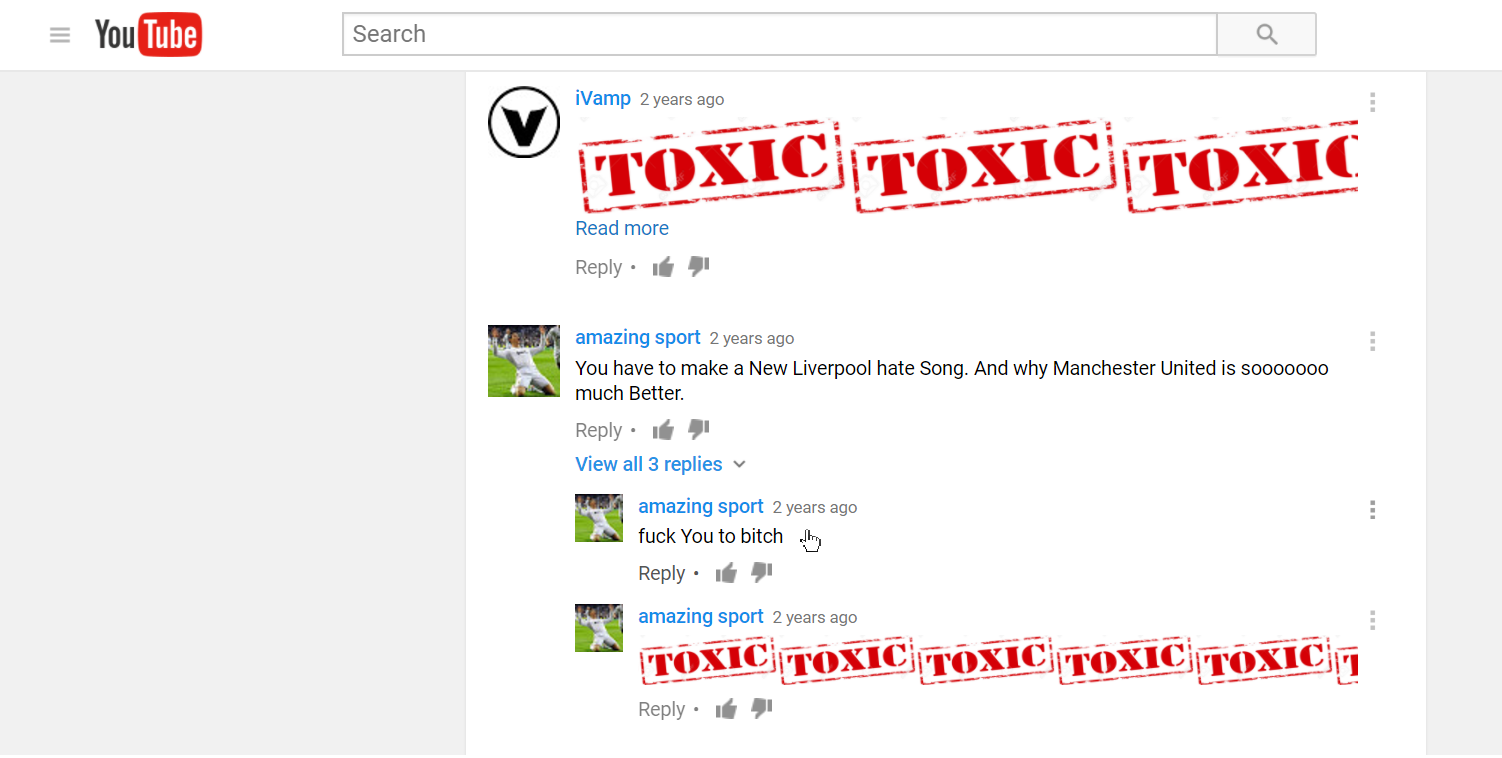 YouTube
Search
iVamp 2 years ago
TOXIC TOXIC TOXIC
Read more
Reply •
amazing sport 2 years ago
You have to make a New Liverpool hate Song. And why Manchester United is sooooooo
much Better.
Reply •
View all 3 replies
amazing sport 2 years ago
fuck You to bitch
Reply •
amazing sport 2 years ago
TOXIC TOXIC TOXIC TOXIC TOXIC T
Reply •